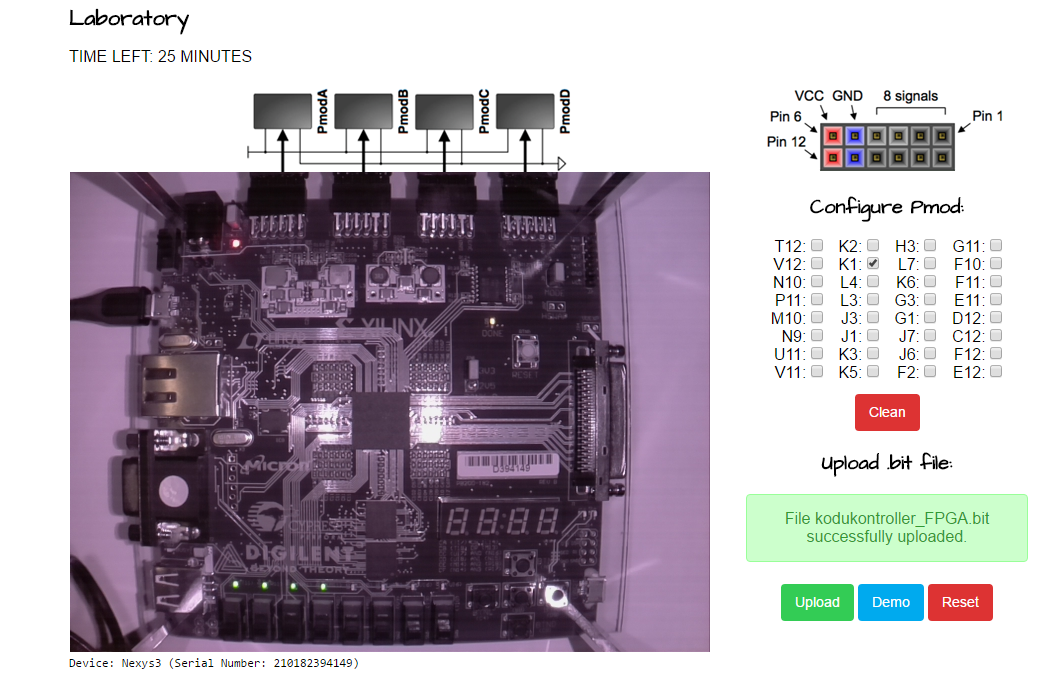 Laboratory
TIME LEFT: 25 MINUTES
PmodA
PmodB
PmodC
PmodD
XILINX
DONE
RESET
Micron
D394149
CYPRESS
DIGILENT
BEYOND THEORY
Device: Nexys3 (Serial Number: 210182394149)
VCC GND 8 signals
Pin 6 Pin 1
Pin 12
Configure Pmod:
T12: K2: H3: G11:
V12: K1: L7: F10:
N10: L4: K6: F11:
P11: L3: G3: E11:
M10: J3: G1: D12:
N9: J1: J7: C12:
U11: K3: J6: F12:
V11: K5: F2: E12:
Clean
Upload .bit file:
File kodukontroller_FPGA.bit
successfully uploaded.
Upload Demo Reset